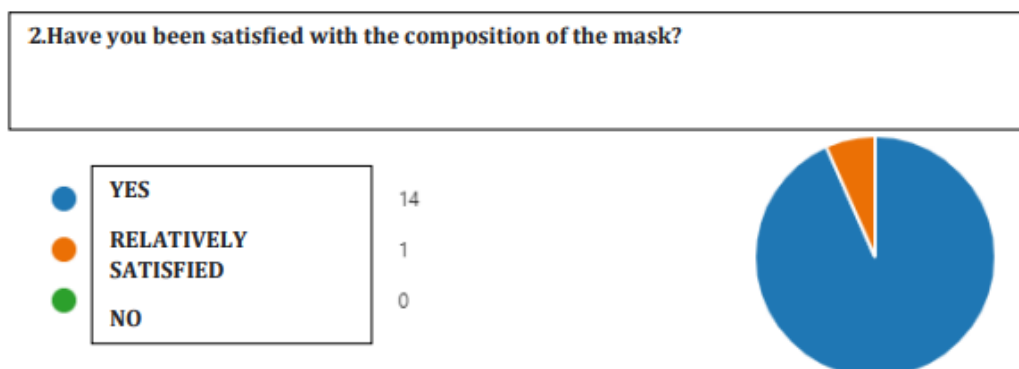 2.Have you been satisfied with the composition of the mask?
YES
14
RELATIVELY
SATISFIED
1
NO
0